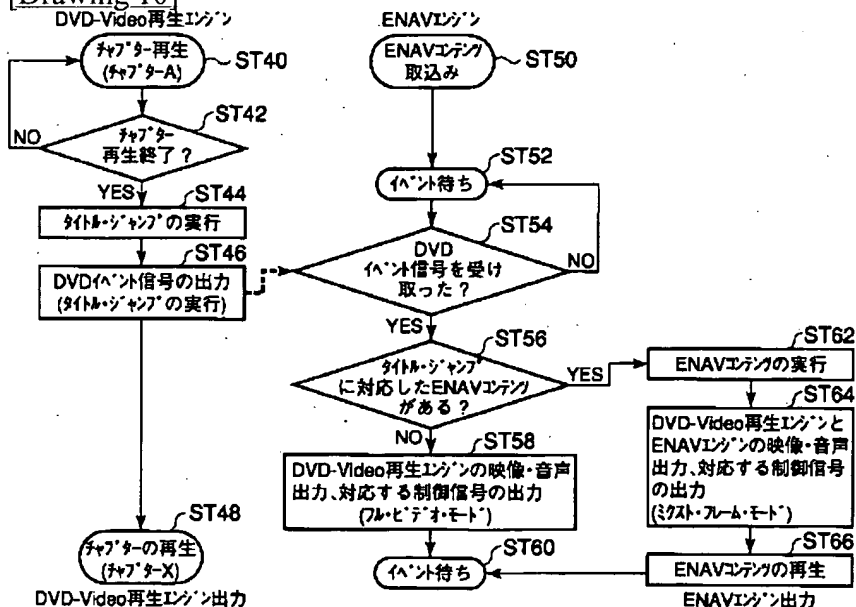 [Drawing 10]
DVD-Video再生エンジン
チャプター再生
(チャプターA)
ST40
ST42
チャプター
再生終了?
NO
YES
ST44
タイトル・ジャンプの実行
ST46
DVDイベント信号の出力
(タイトル・ジャンプの実行)
ST48
チャプターの再生
(チャプターX)
DVD-Video再生エンジン出力
ENAVエンジン
ENAVコンテンツ
取込み
ST50
ST52
イベント待ち
ST54
DVD
イベント信号を受け
取った?
NO
YES
ST56
タイトル・ジャンプ
に対応したENAVコンテンツ
がある?
YES
NO
ST58
DVD-Video再生エンジンの映像・音声
出力、対応する制御信号の出力
(フル・ビデオ・モード)
ST60
イベント待ち
ST62
ENAVコンテンツの実行
ST64
DVD-Video再生エンジンと
ENAVエンジンの映像・音声
出力、対応する制御信号
の出力
(ミクスト・フレーム・モード)
ST66
ENAVコンテンツの再生
ENAVエンジン出力